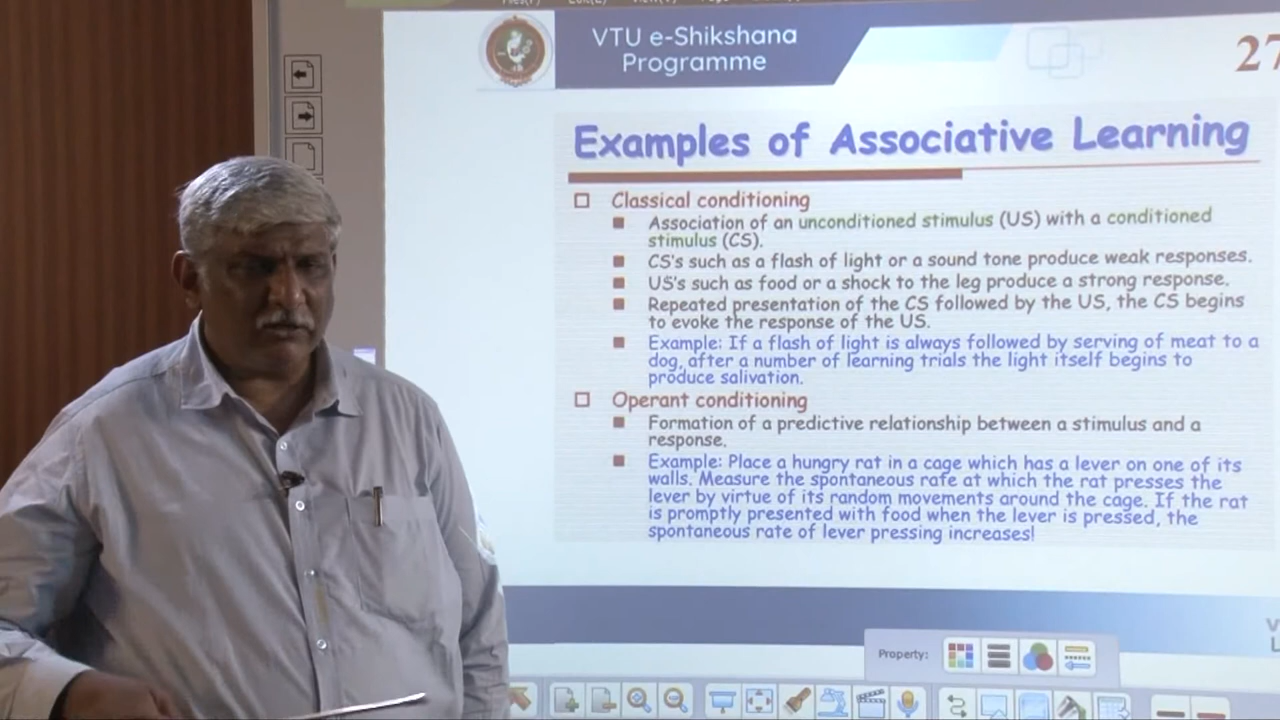 VTU e-Shikshana
Programme
27
Examples of Associative Learning
Classical conditioning
Association of an unconditioned stimulus (US) with a conditioned
stimulus (CS).
CS's such as a flash of light or a sound tone produce weak responses.
US's such as food or a shock to the leg produce a strong response.
Repeated presentation of the CS followed by the US, the CS begins
to evoke the response of the US.
Example: If a flash of light is always followed by serving of meat to a
dog, after a number of learning trials the light itself begins to
produce salivation.
Operant conditioning
Formation of a predictive relationship between a stimulus and a
response.
Example: Place a hungry rat in a cage which has a lever on one of its
walls. Measure the spontaneous rate at which the rat presses the
lever by virtue of its random movements around the cage. If the rat
is promptly presented with food when the lever is pressed, the
spontaneous rate of lever pressing increases!
Property: